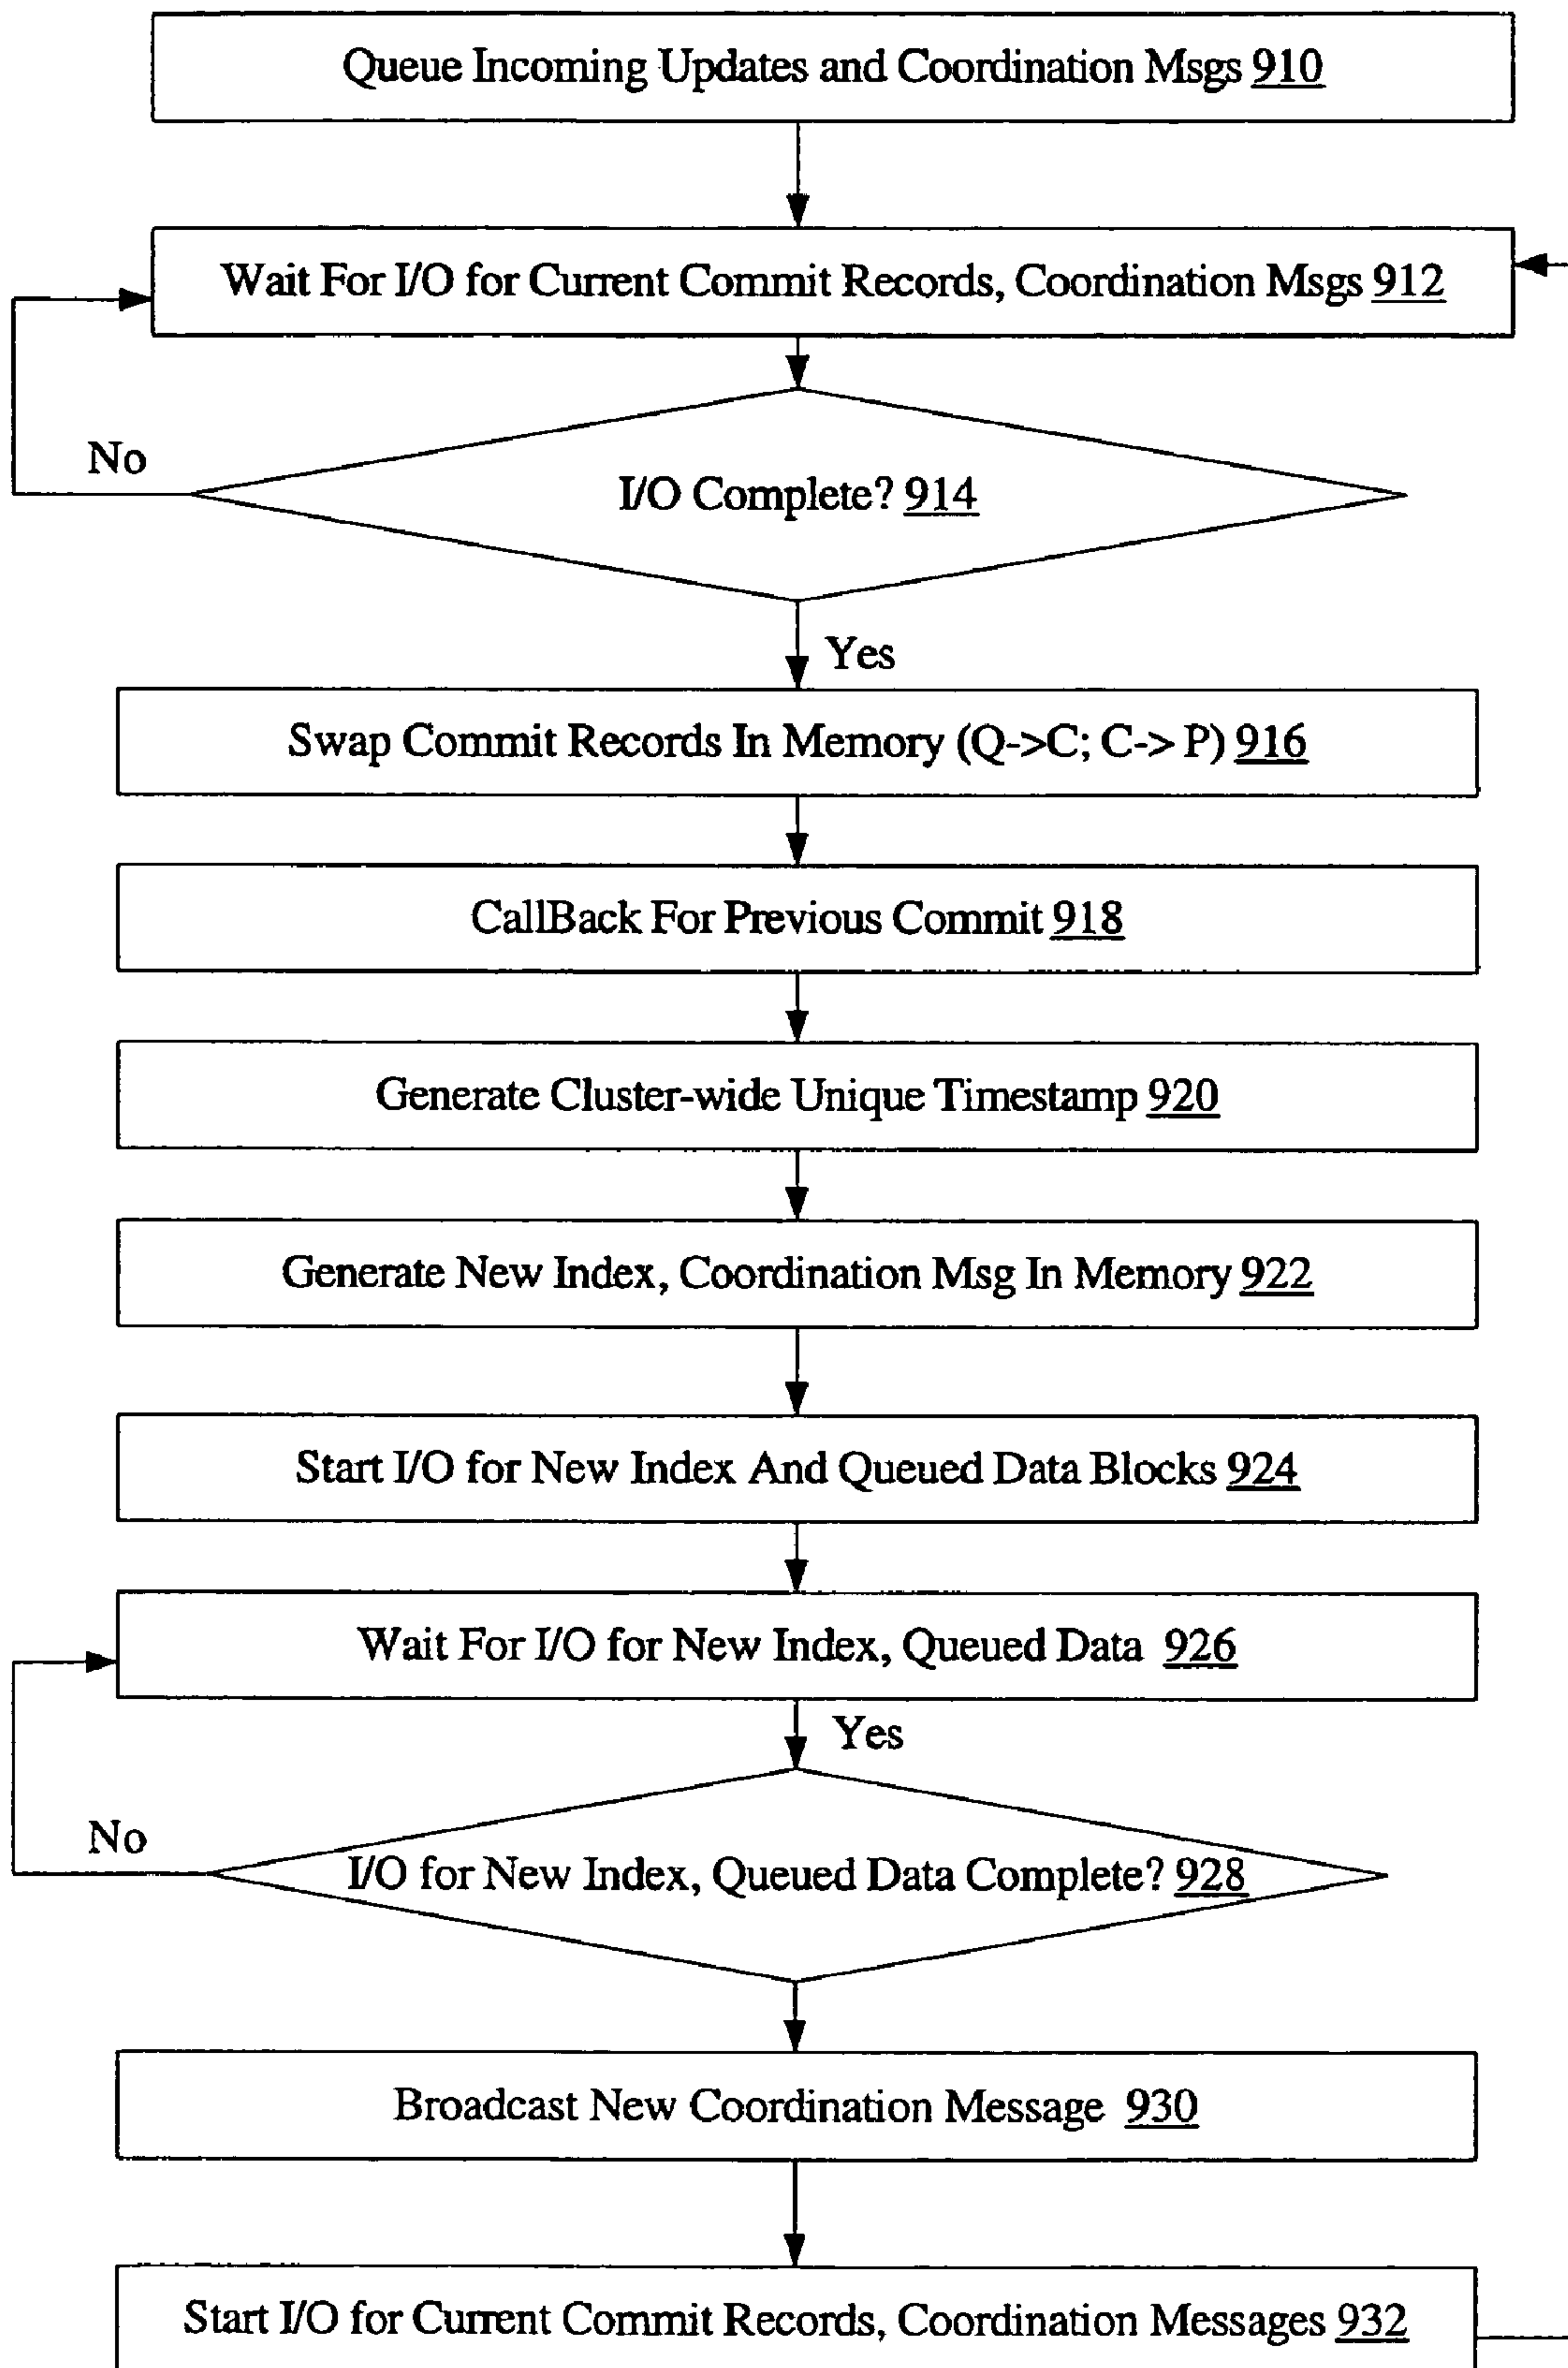 Queue Incoming Updates and Coordination Msgs 910
Wait For I/O for Current Commit Records, Coordination Msgs 912
No
I/O Complete? 914
Yes
Swap Commit Records In Memory (Q->C; C-> P) 916
CallBack For Previous Commit 918
Generate Cluster-wide Unique Timestamp 920
Generate New Index, Coordination Msg In Memory 922
Start I/O for New Index And Queued Data Blocks 924
Wait For I/O for New Index, Queued Data 926
Yes
No
I/O for New Index, Queued Data Complete? 928
Broadcast New Coordination Message 930
Start I/O for Current Commit Records, Coordination Messages 932